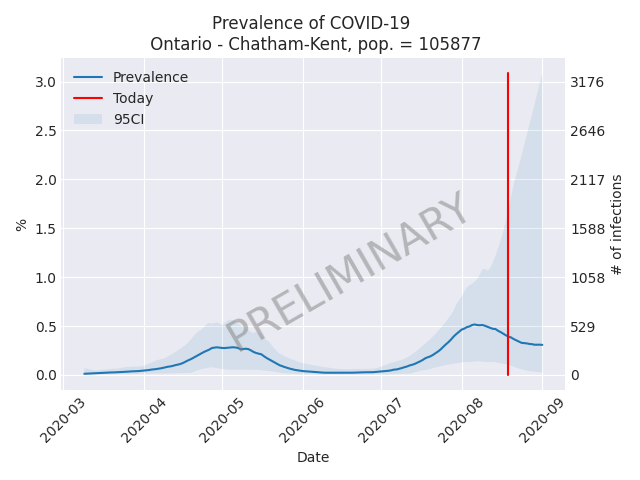 Prevalence of COVID-19
Ontario - Chatham-Kent, pop. = 105877
Prevalence
Today
95CI
PRELIMINARY
%
3.0
2.5
2.0
1.5
1.0
0.5
0.0
3176
2646
2117
1588
1058
529
0
# of infections
2020-03
2020-04
2020-05
2020-06
2020-07
2020-08
2020-09
Date